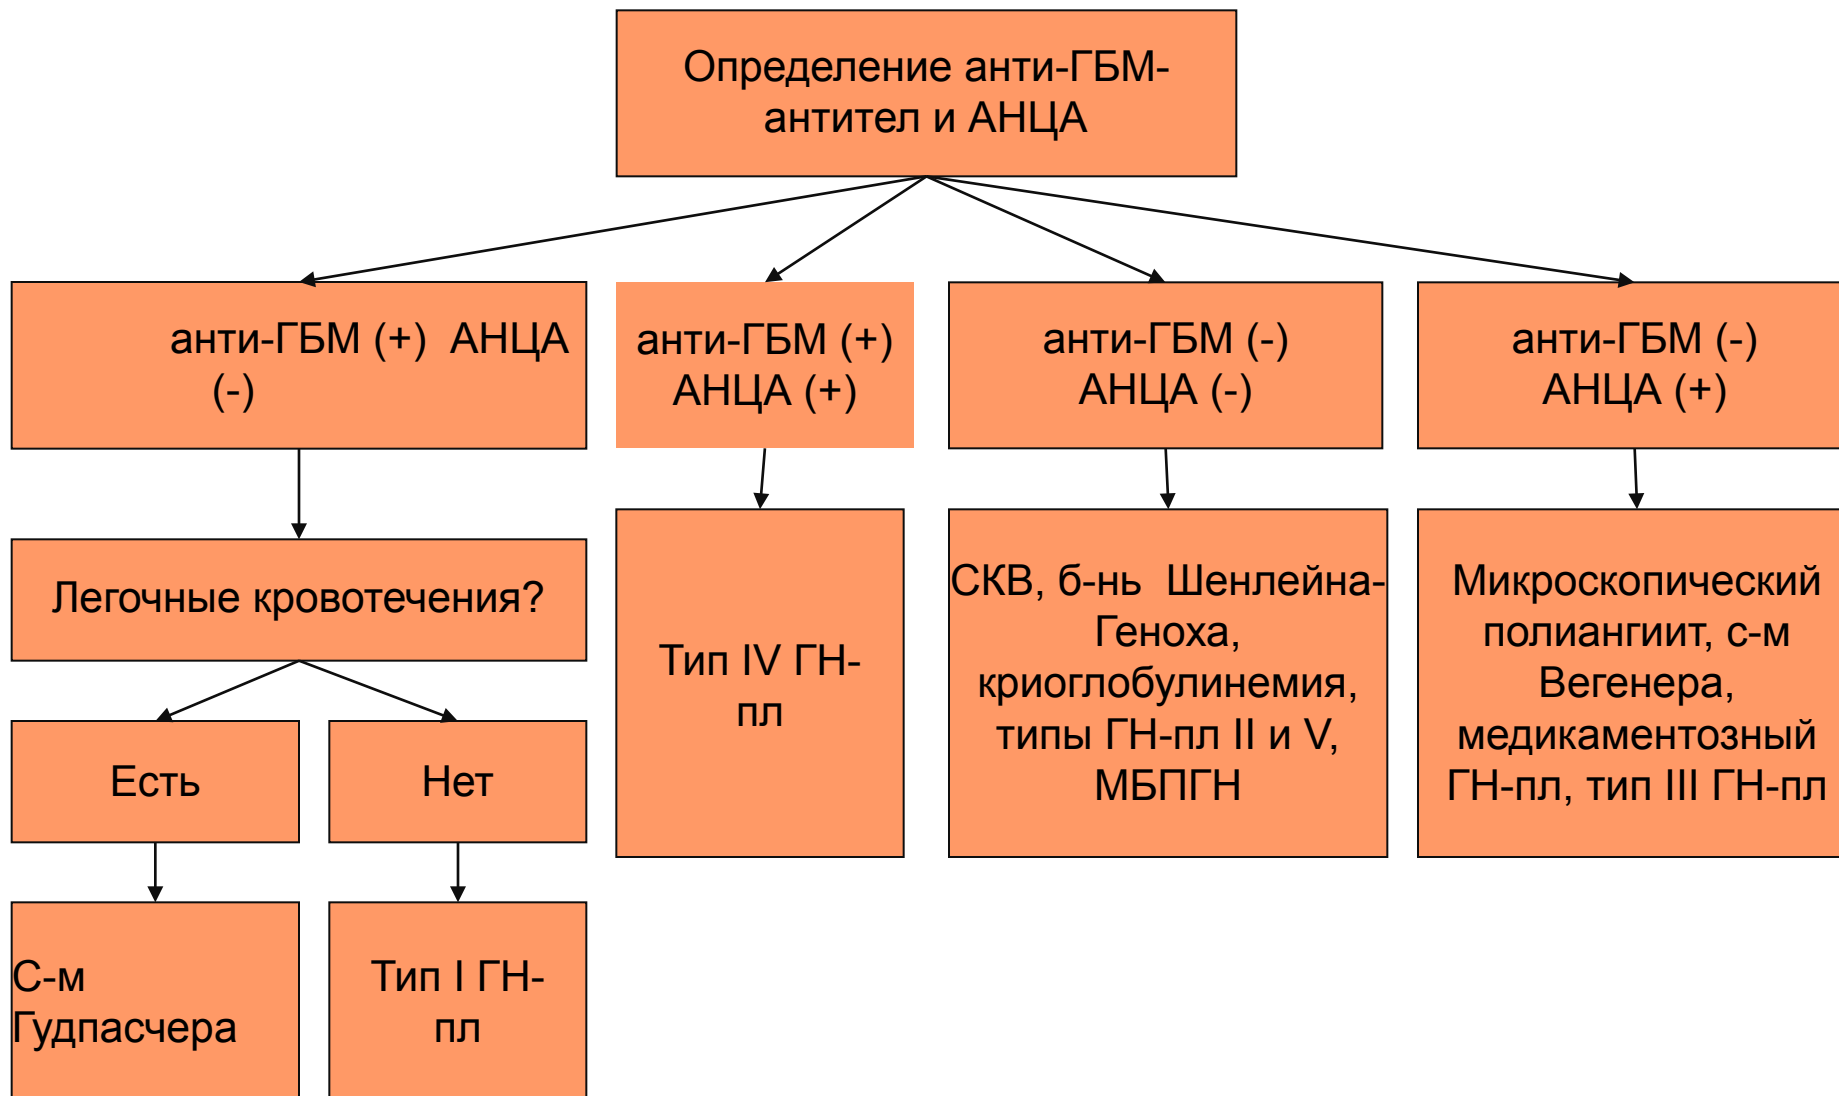 Определение анти-ГБМ-
антител и АНЦА
анти-ГБМ (+) АНЦА
(-)
анти-ГБМ (+)
АНЦА (+)
анти-ГБМ (-)
АНЦА (-)
анти-ГБМ (-)
АНЦА (+)
Легочные кровотечения?
Тип IV ГН-
пл
СКВ, б-нь Шенлейна-
Геноха,
криоглобулинемия,
типы ГН-пл II и V,
МБПГН
Микроскопический
полиангиит, с-м
Вегенера,
медикаментозный
ГН-пл, тип III ГН-пл
Есть
Нет
С-м
Гудпасчера
Тип I ГН-
пл